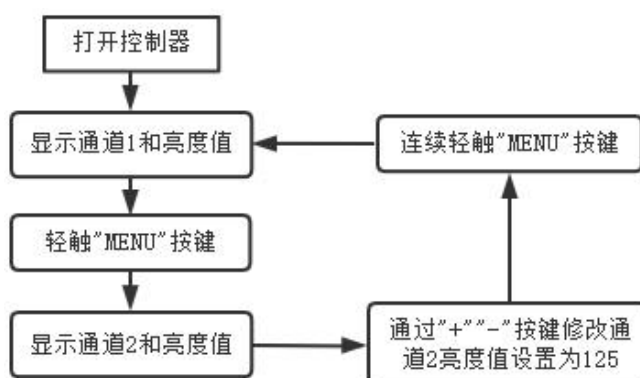 打开控制器
显示通道1和亮度值
连续轻触"MENU"按键
轻触"MENU"按键
显示通道2和亮度值
通过"+""-"按键修改通
道2亮度值设置为125